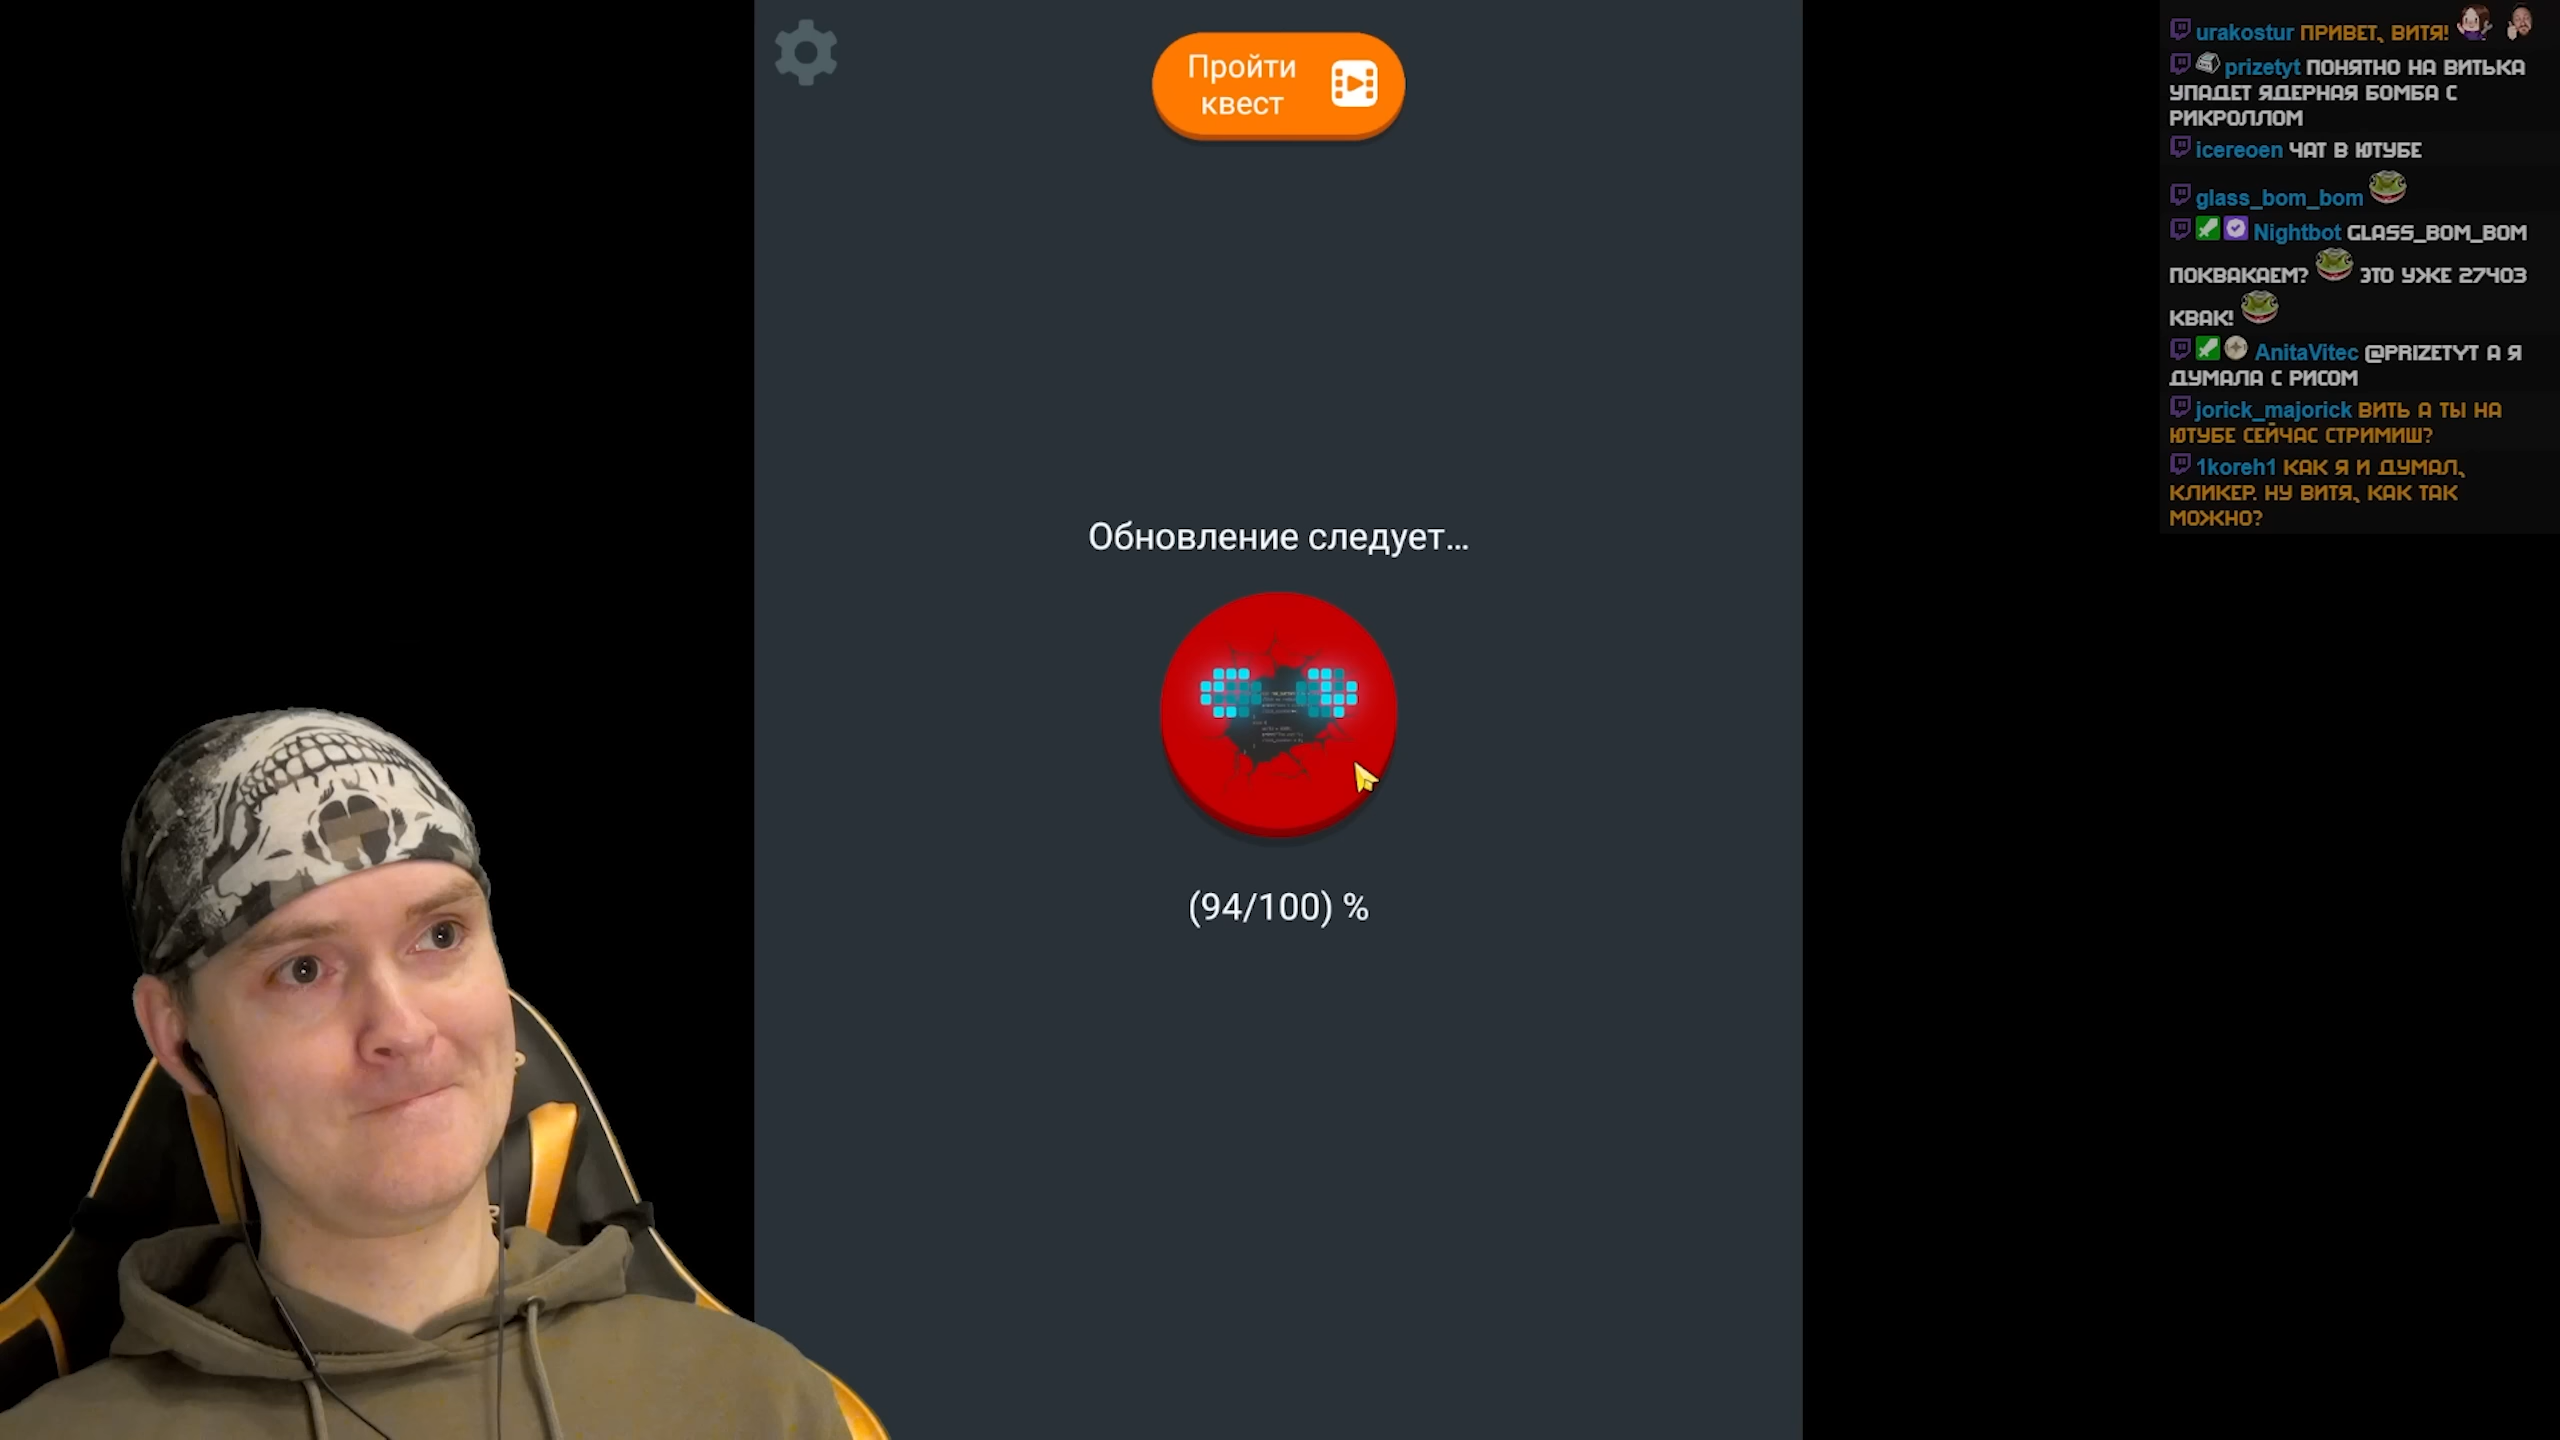 Пройти
квест
Обновление следует...
(94/100) %
urakostur ПРИВЕТ, ВИТЯ!
prizetyt ПОНЯТНО НА ВИТЬКА
УПАДЕТ ЯДЕРНАЯ БОМБА С
РИКРОЛЛОМ
icereoen ЧАТ В ЮТУБЕ
glass_bom_bom
Nightbot GLASS_BOM_BOM
ПОКВАКАЕМ? ЭТО УЖЕ 27403
КВАК!
AnitaVitec @PRIZETYT А Я
ДУМАЛА С РИСОМ
jorick_majorick ВИТЬ А ТЫ НА
ЮТУБЕ СЕЙЧАС СТРИМИШ?
1koreh1 КАК Я И ДУМАЛ,
КЛИКЕР. НУ ВИТЯ, КАК ТАК
МОЖНО?